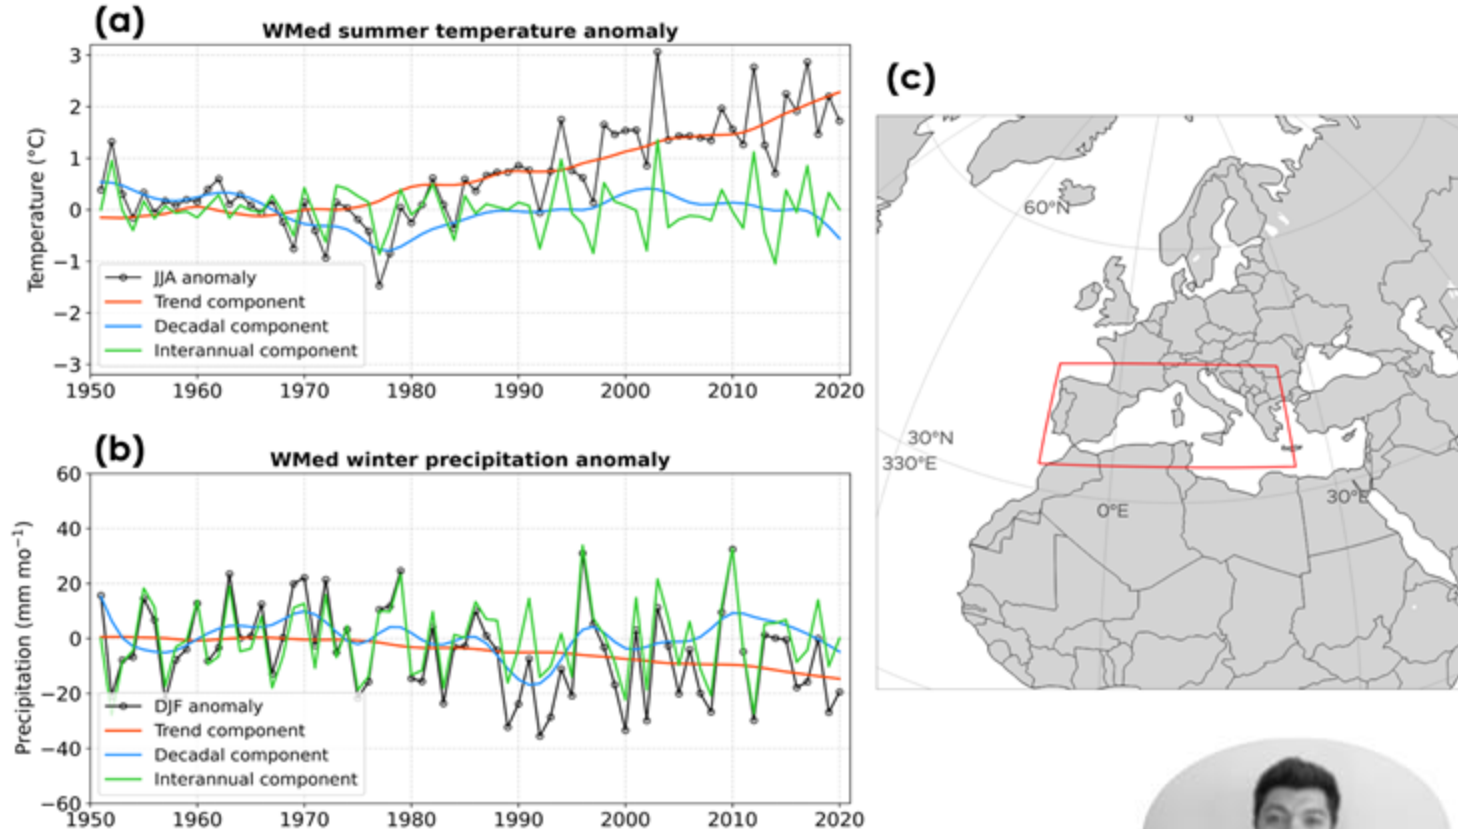 (a)
WMed summer temperature anomaly
Temperature (°C)
3
2
1
0
−1
−2
−3
JJA anomaly
Trend component
Decadal component
Interannual component
1950 1960 1970 1980 1990 2000 2010 2020
(b)
WMed winter precipitation anomaly
Precipitation (mm mo⁻¹)
60
40
20
0
−20
−40
−60
DJF anomaly
Trend component
Decadal component
Interannual component
1950 1960 1970 1980 1990 2000 2010 2020
(c)
60°N
30°N
330°E
0°E
30°E